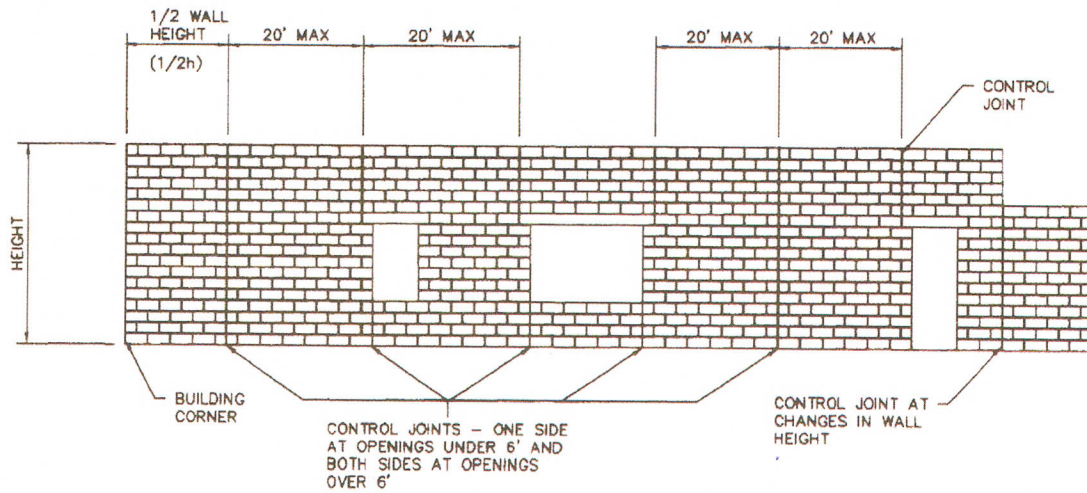 1/2 WALL
HEIGHT
(1/2h)
20' MAX
20' MAX
20' MAX
20' MAX
CONTROL
JOINT
HEIGHT
BUILDING
CORNER
CONTROL JOINTS – ONE SIDE
AT OPENINGS UNDER 6' AND
BOTH SIDES AT OPENINGS
OVER 6'
CONTROL JOINT AT
CHANGES IN WALL
HEIGHT